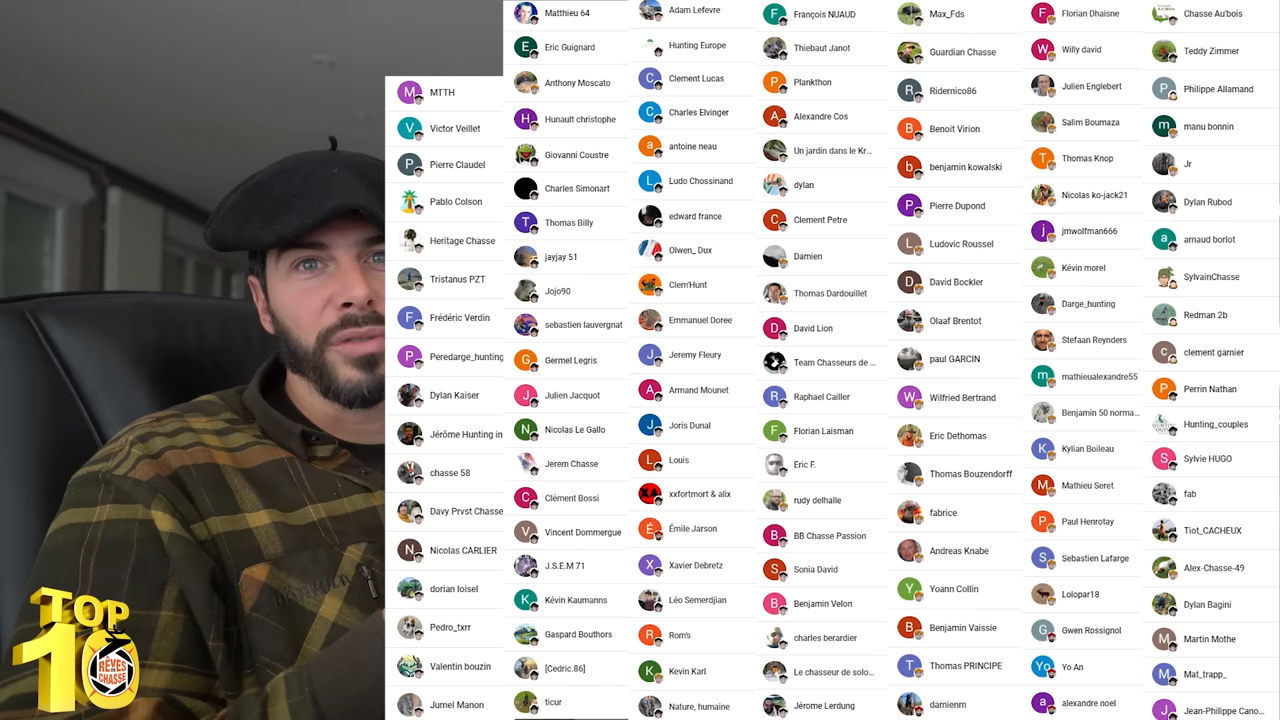 MTTH
Victor Veillet
Pierre Claudel
Pablo Colson
Heritage Chasse
Tristanus PZT
Frédéric Verdin
Peredarge_hunting
Dylan Kaiser
Jérôme Hunting in
chasse 58
Davy Prvst Chasse
Nicolas CARLIER
dorian loisel
Pedro_txrr
Valentin bouzin
Jumel Manon
Matthieu 64
Eric Guignard
Anthony Moscato
Hunault christophe
Giovanni Coustre
Charles Simonart
Thomas Billy
jayjay 51
Jojo90
sebastien lauvergnat
Germel Legris
Julien Jacquot
Nicolas Le Gallo
Jerem Chasse
Clément Bossi
Vincent Dommergue
J.S.E.M 71
Kévin Kaumanns
Gaspard Bouthors
[Cedric.86]
ticur
Adam Lefevre
Hunting Europe
Clement Lucas
Charles Elvinger
antoine neau
Ludo Chossinand
edward france
Olwen_ Dux
Clem'Hunt
Emmanuel Doree
Jeremy Fleury
Armand Mounet
Joris Dunal
Louis
xxfortmort & alix
Émile Jarson
Xavier Debretz
Léo Semerdjian
Rom's
Kevin Karl
Nature, humaine
François NUAUD
Thiebaut Janot
Plankthon
Alexandre Cos
Un jardin dans le Kr...
dylan
Clement Petre
Damien
Thomas Dardouillet
David Lion
Team Chasseurs de ...
Raphael Cailler
Florian Laisman
Eric F.
rudy delhalle
BB Chasse Passion
Sonia David
Benjamin Velon
charles berardier
Le chasseur de solo...
Jérome Lerdung
Max_Fds
Guardian Chasse
Ridernico86
Benoit Virion
benjamin kowalski
Pierre Dupond
Ludovic Roussel
David Bockler
Olaaf Brentot
paul GARCIN
Wilfried Bertrand
Eric Dethomas
Thomas Bouzendorff
fabrice
Andreas Knabe
Yoann Collin
Benjamin Vaissie
Thomas PRINCIPE
damienm
Florian Dhaisne
Willy david
Julien Englebert
Salim Boumaza
Thomas Knop
Nicolas ko-jack21
jmwolfman666
Kévin morel
Darge_hunting
Stefaan Reynders
mathieualexandre55
Benjamin 50 norma...
Kylian Boileau
Mathieu Seret
Paul Henrotay
Sebastien Lafarge
Lolopar18
Gwen Rossignol
Yo An
alexandre noel
Chasse Au'bois
Teddy Zimmer
Philippe Allamand
manu bonnin
Jr
Dylan Rubod
arnaud borlot
SylvainChasse
Redman 2b
clement garnier
Perrin Nathan
Hunting_couples
Sylvie HUGO
fab
Tiot_CACHEUX
Alex-Chasse-49
Dylan Bagini
Martin Mothe
Mat_trapp_
Jean-Philippe Cano...
TOP
10
RÊVES
CHASSE